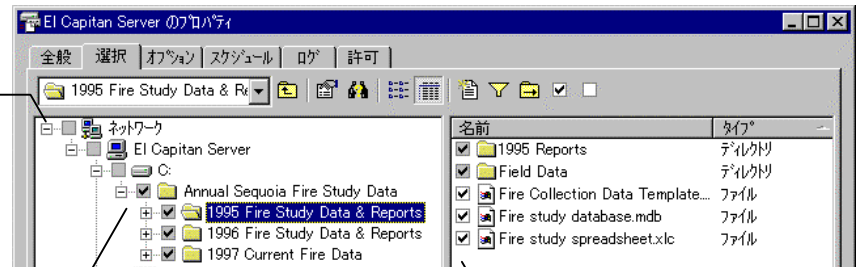 El Capitan Server のﾌﾟﾛﾊﾟﾃｨ
全般 選択 ｵﾌﾟｼｮﾝ ｽｹｼﾞｭｰﾙ ﾛｸﾞ 許可
1995 Fire Study Data & Re
ﾈｯﾄﾜｰｸ
El Capitan Server
C:
Annual Sequoia Fire Study Data
1995 Fire Study Data & Reports
1996 Fire Study Data & Reports
1997 Current Fire Data
名前 ﾀｲﾌﾟ
1995 Reports ﾃﾞｨﾚｸﾄﾘ
Field Data ﾃﾞｨﾚｸﾄﾘ
Fire Collection Data Template... ﾌｧｲﾙ
Fire study database.mdb ﾌｧｲﾙ
Fire study spreadsheet.xlc ﾌｧｲﾙ